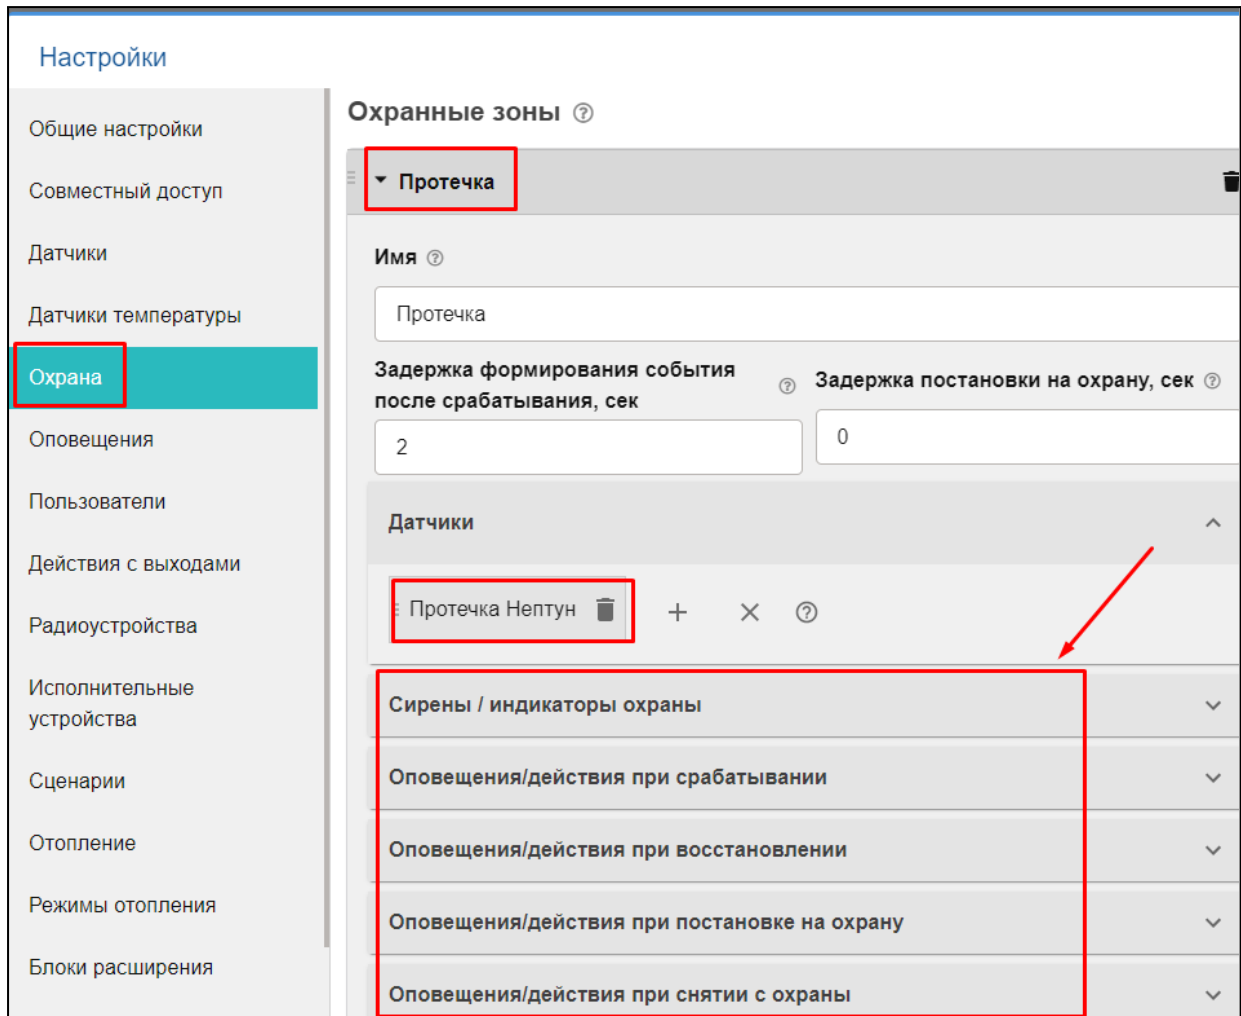 Настройки
Общие настройки
Совместный доступ
Датчики
Датчики температуры
Охрана
Оповещения
Пользователи
Действия с выходами
Радиоустройства
Исполнительные
устройства
Сценарии
Отопление
Режимы отопления
Блоки расширения
Охранные зоны
Протечка
Имя
Протечка
Задержка формирования события
после срабатывания, сек
2
Задержка постановки на охрану, сек
0
Датчики
Протечка Нептун
Сирены / индикаторы охраны
Оповещения/действия при срабатывании
Оповещения/действия при восстановлении
Оповещения/действия при постановке на охрану
Оповещения/действия при снятии с охраны